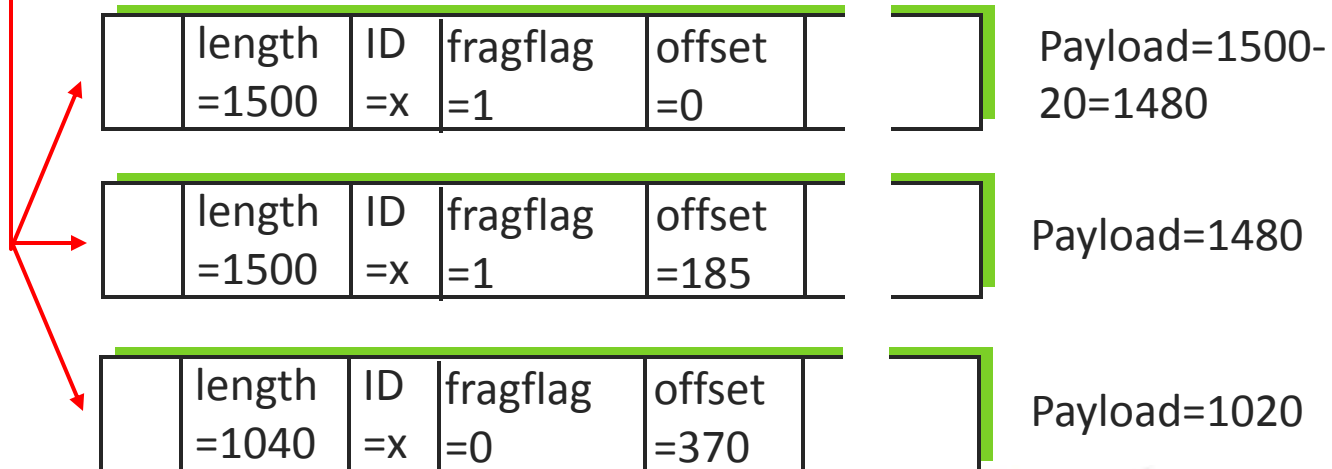 length ID fragflag offset
=1500 =x =1 =0
Payload=1500-
20=1480
length ID fragflag offset
=1500 =x =1 =185
Payload=1480
length ID fragflag offset
=1040 =x =0 =370
Payload=1020